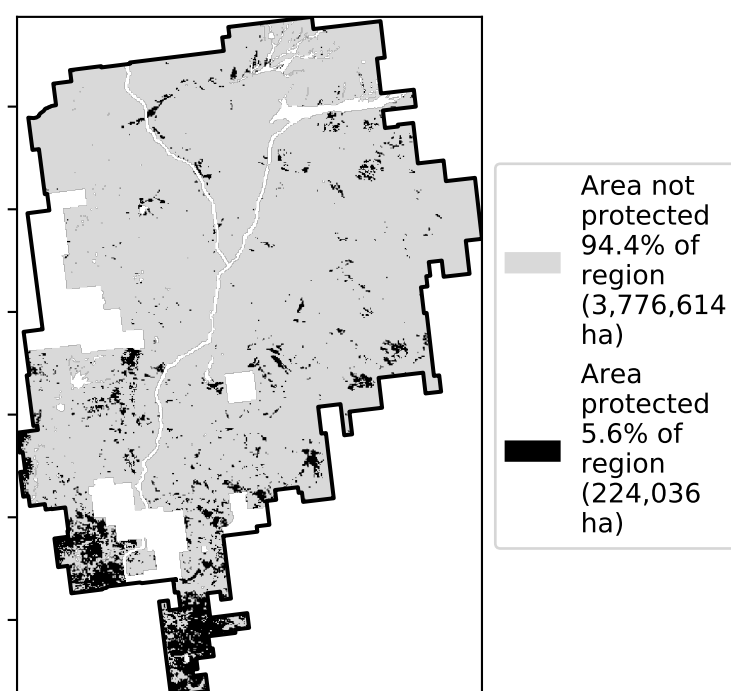 Area not
protected
94.4% of
region
(3,776,614
ha)
Area
protected
5.6% of
region
(224,036
ha)